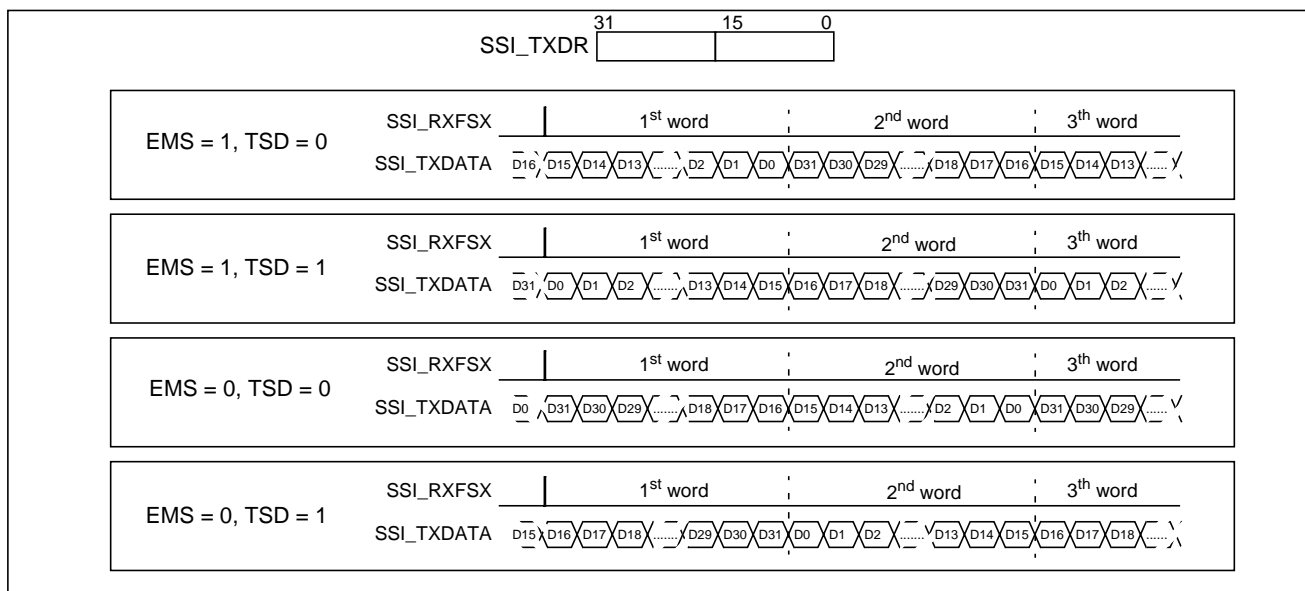 31 15 0
SSI_TXDR
EMS = 1, TSD = 0
SSI_RXFSX 1st word 2nd word 3th word
SSI_TXDATA D16 D15 D14 D13 ....... D2 D1 D0 D31 D30 D29 ....... D18 D17 D16 D15 D14 D13 ......
EMS = 1, TSD = 1
SSI_RXFSX 1st word 2nd word 3th word
SSI_TXDATA D31 D0 D1 D2 ....... D13 D14 D15 D16 D17 D18 ....... D29 D30 D31 D0 D1 D2 ......
EMS = 0, TSD = 0
SSI_RXFSX 1st word 2nd word 3th word
SSI_TXDATA D0 D31 D30 D29 ....... D18 D17 D16 D15 D14 D13 ....... D2 D1 D0 D31 D30 D29 ......
EMS = 0, TSD = 1
SSI_RXFSX 1st word 2nd word 3th word
SSI_TXDATA D15 D16 D17 D18 ....... D29 D30 D31 D0 D1 D2 ....... D13 D14 D15 D16 D17 D18 ......